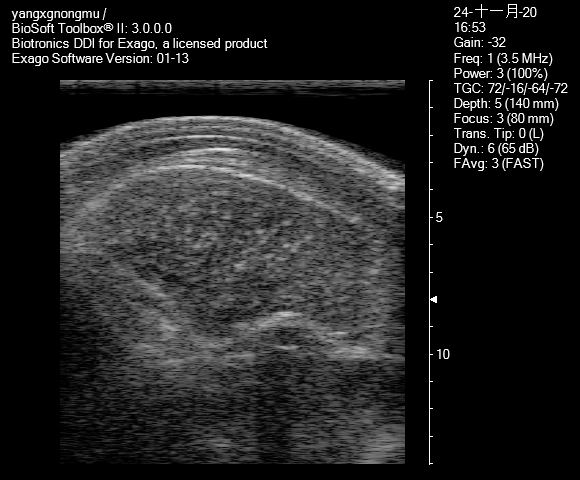 yangxgnongmu /
BioSoft Toolbox® II: 3.0.0.0
Biotronics DDI for Exago, a licensed product
Exago Software Version: 01-13
24-十一月-20
16:53
Gain: -32
Freq: 1 (3.5 MHz)
Power: 3 (100%)
TGC: 72/-16/-64/-72
Depth: 5 (140 mm)
Focus: 3 (80 mm)
Trans. Tip: 0 (L)
Dyn.: 6 (65 dB)
FAvg: 3 (FAST)
5
10